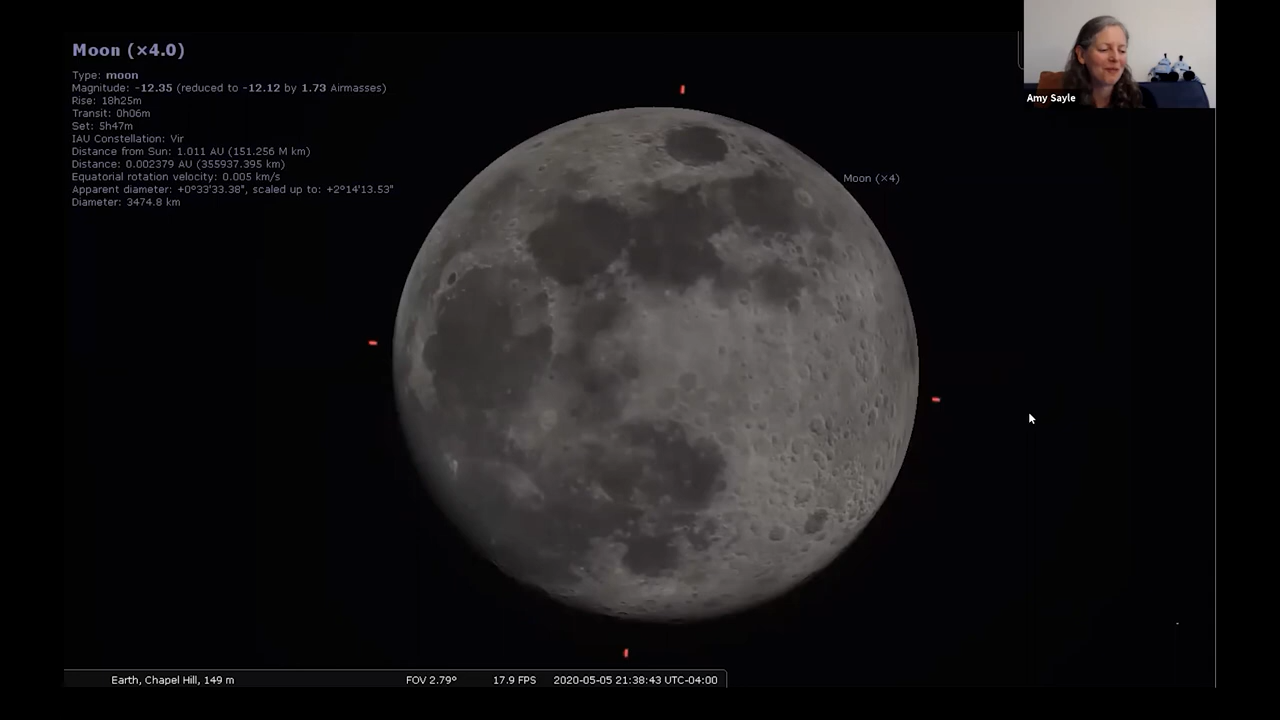 Moon (×4.0)
Type: moon
Magnitude: -12.35 (reduced to -12.12 by 1.73 Airmasses)
Rise: 18h25m
Transit: 0h06m
Set: 5h47m
IAU Constellation: Vir
Distance from Sun: 1.011 AU (151.256 M km)
Distance: 0.002379 AU (355937.395 km)
Equatorial rotation velocity: 0.005 km/s
Apparent diameter: +0°33'33.38", scaled up to: +2°14'13.53"
Diameter: 3474.8 km
Amy Sayle
Moon (×4)
Earth, Chapel Hill, 149 m FOV 2.79° 17.9 FPS 2020-05-05 21:38:43 UTC-04:00